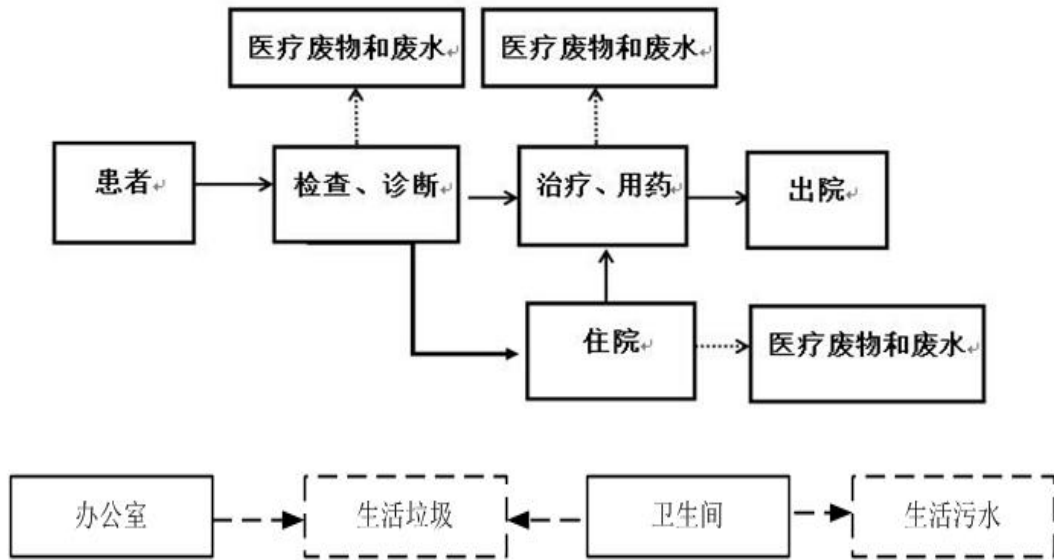 医疗废物和废水
医疗废物和废水
患者
检查、诊断
治疗、用药
出院
住院
医疗废物和废水
办公室
生活垃圾
卫生间
生活污水